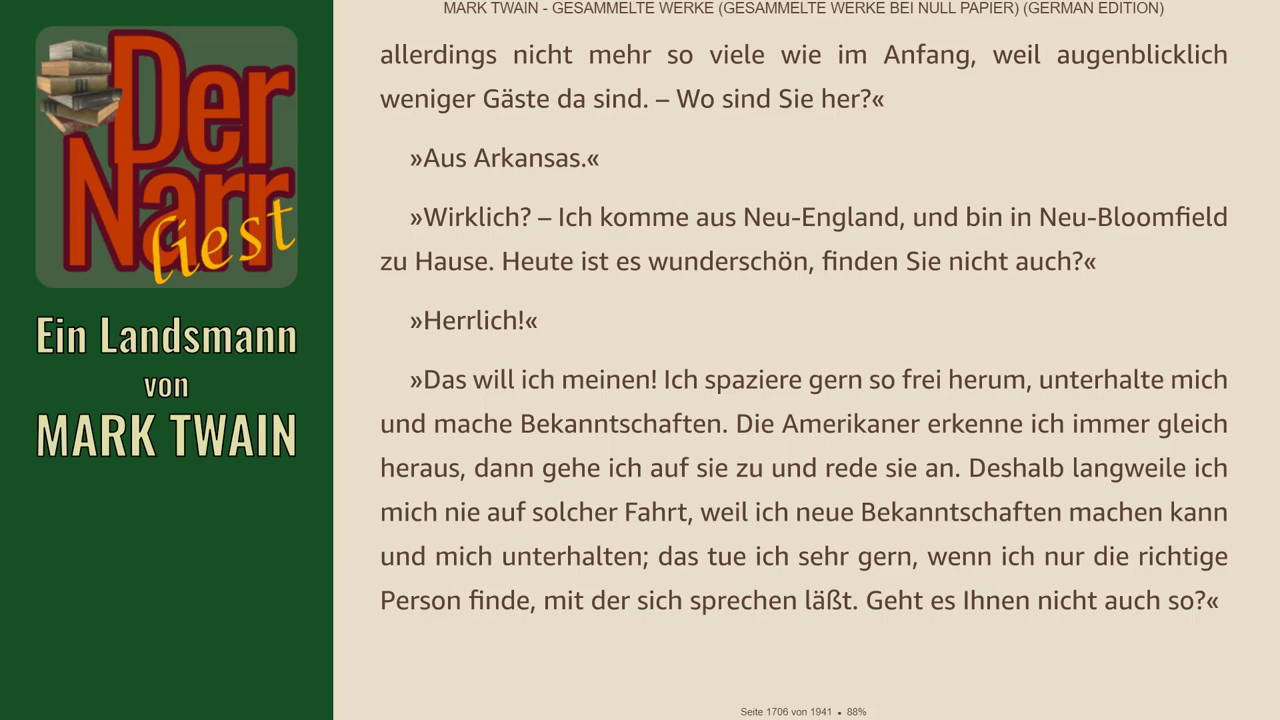 Der
Narr
liest
Ein Landsmann
von
MARK TWAIN
MARK TWAIN - GESAMMELTE WERKE (GESAMMELTE WERKE BEI NULL PAPIER) (GERMAN EDITION)
allerdings nicht mehr so viele wie im Anfang, weil augenblicklich
weniger Gäste da sind. – Wo sind Sie her?«
»Aus Arkansas.«
»Wirklich? – Ich komme aus Neu-England, und bin in Neu-Bloomfield
zu Hause. Heute ist es wunderschön, finden Sie nicht auch?«
»Herrlich!«
»Das will ich meinen! Ich spaziere gern so frei herum, unterhalte mich
und mache Bekanntschaften. Die Amerikaner erkenne ich immer gleich
heraus, dann gehe ich auf sie zu und rede sie an. Deshalb langweile ich
mich nie auf solcher Fahrt, weil ich neue Bekanntschaften machen kann
und mich unterhalten; das tue ich sehr gern, wenn ich nur die richtige
Person finde, mit der sich sprechen läßt. Geht es Ihnen nicht auch so?«
Seite 1706 von 1941 • 88%